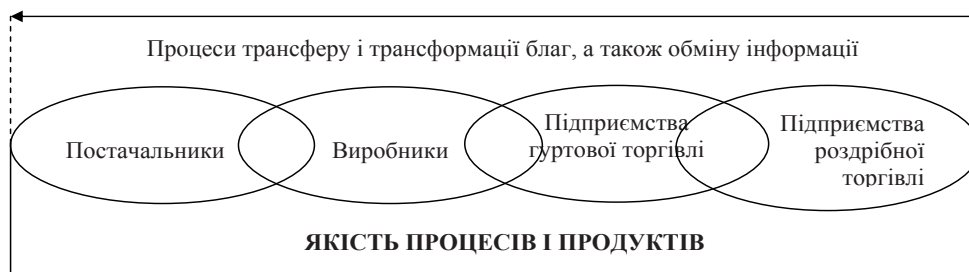 Процеси трансферу і трансформації благ, а також обміну інформації
Постачальники
Виробники
Підприємства
гуртової торгівлі
Підприємства
роздрібної
торгівлі
ЯКІСТЬ ПРОЦЕСІВ І ПРОДУКТІВ